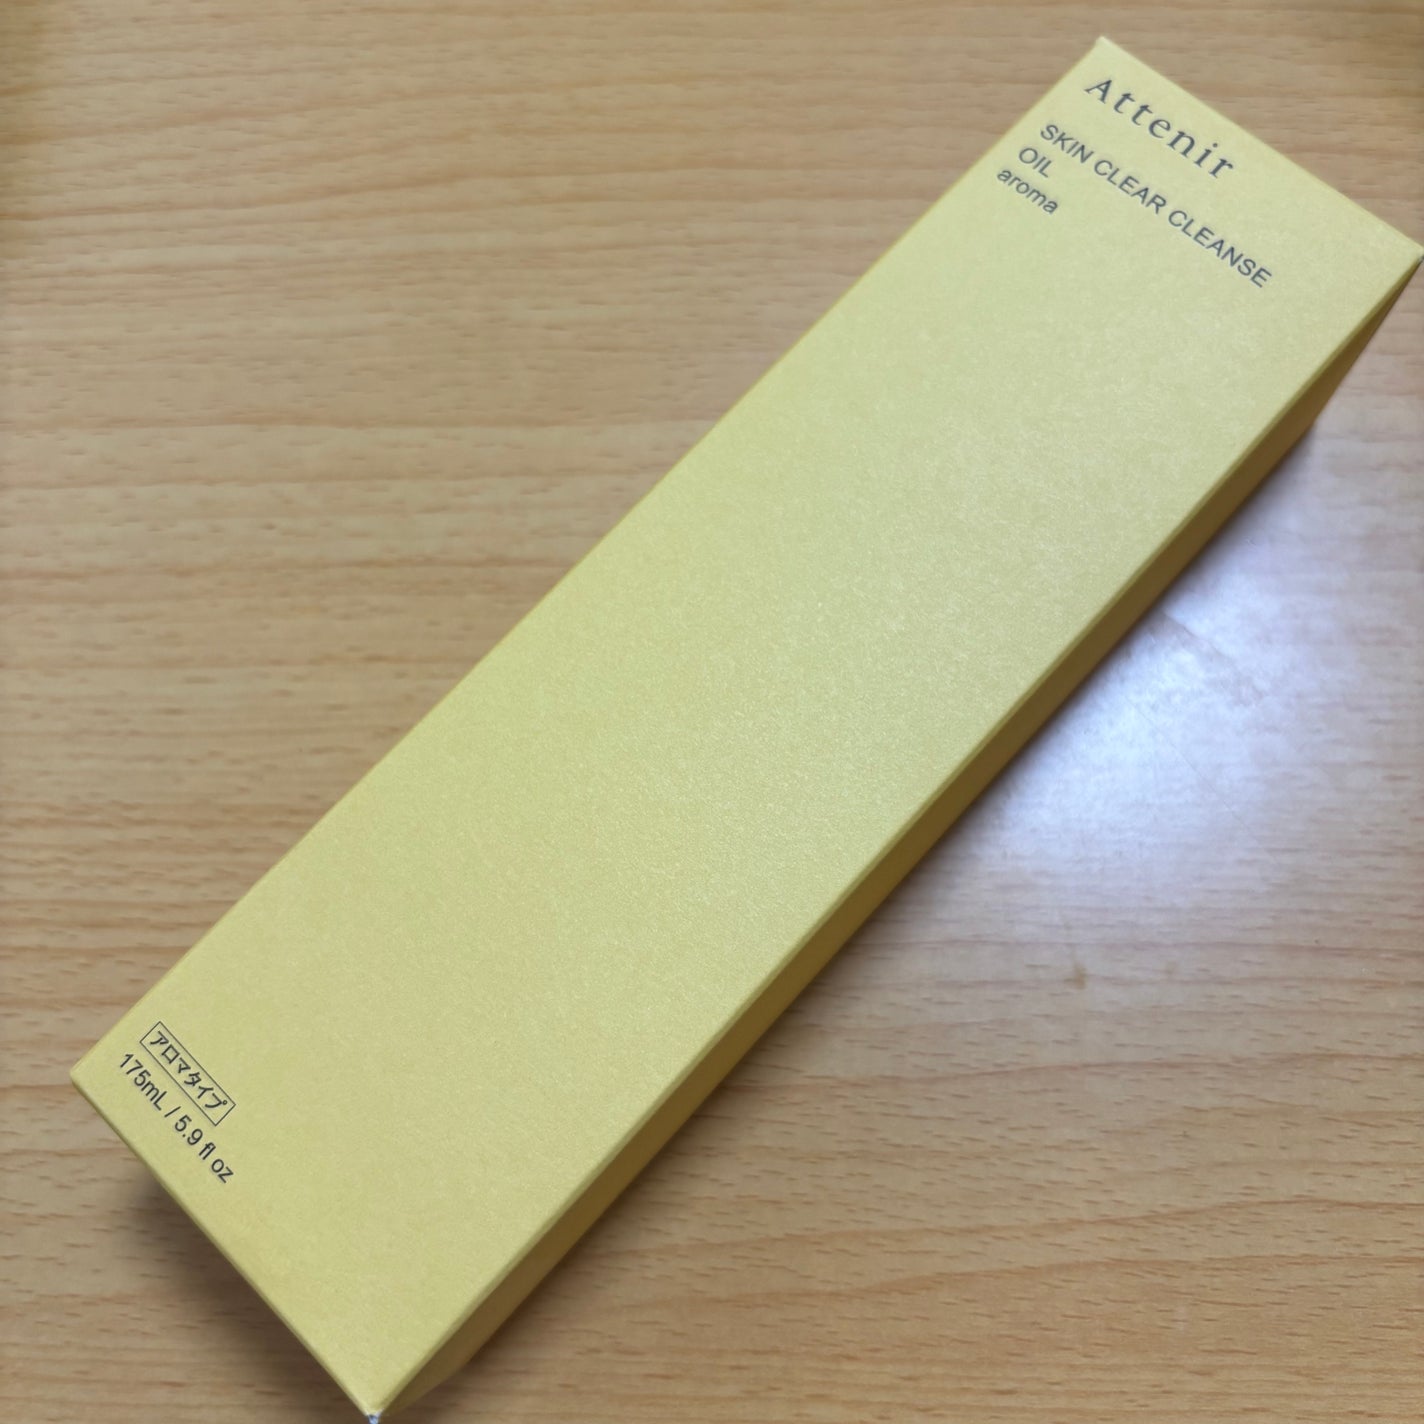 Attenir
SKIN CLEAR CLEANSE
OIL
aroma
アロマタイプ
175mL / 5.9 fl oz